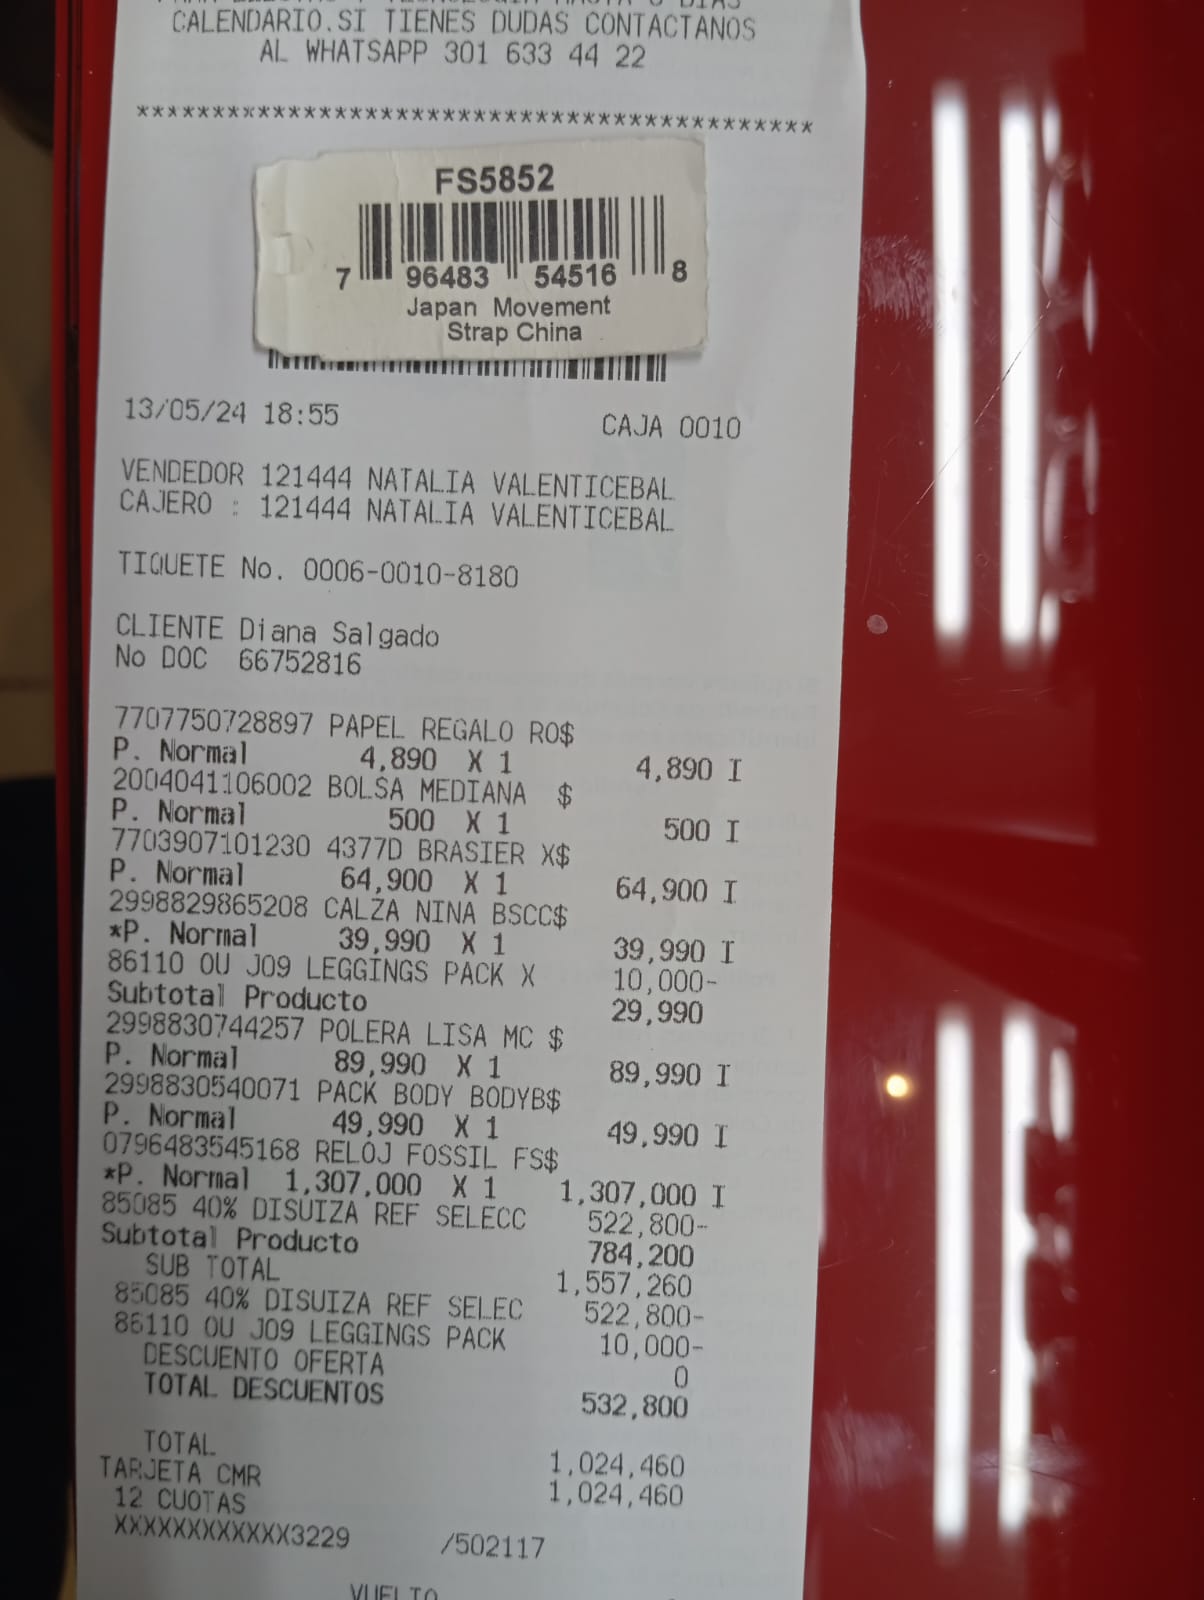 CALENDARIO.SI TIENES DUDAS CONTACTANOS
AL WHATSAPP 301 633 44 22
*********************************************
FS5852
7 96483 54516 8
Japan Movement
Strap China
13/05/24 18:55 CAJA 0010
VENDEDOR 121444 NATALIA VALENTICEBAL
CAJERO : 121444 NATALIA VALENTICEBAL
TIQUETE No. 0006-0010-8180
CLIENTE Diana Salgado
No DOC 66752816
7707750728897 PAPEL REGALO RO$
P. Normal 4,890 X 1 4,890 I
2004041106002 BOLSA MEDIANA $
P. Normal 500 X 1 500 I
7703907101230 4377D BRASIER X$
P. Normal 64,900 X 1 64,900 I
2998829865208 CALZA NINA BSCC$
*P. Normal 39,990 X 1 39,990 I
86110 OU J09 LEGGINGS PACK X 10,000-
Subtotal Producto 29,990
2998830744257 POLERA LISA MC $
P. Normal 89,990 X 1 89,990 I
2998830540071 PACK BODY BODYB$
P. Normal 49,990 X 1 49,990 I
0796483545168 RELOJ FOSSIL FS$
*P. Normal 1,307,000 X 1 1,307,000 I
85085 40% DISUIZA REF SELECC 522,800-
Subtotal Producto 784,200
SUB TOTAL 1,557,260
85085 40% DISUIZA REF SELEC 522,800-
86110 OU J09 LEGGINGS PACK 10,000-
DESCUENTO OFERTA 0
TOTAL DESCUENTOS 532,800
TOTAL 1,024,460
TARJETA CMR 1,024,460
12 CUOTAS
XXXXXXXXXXXX3229 /502117
VUELTO